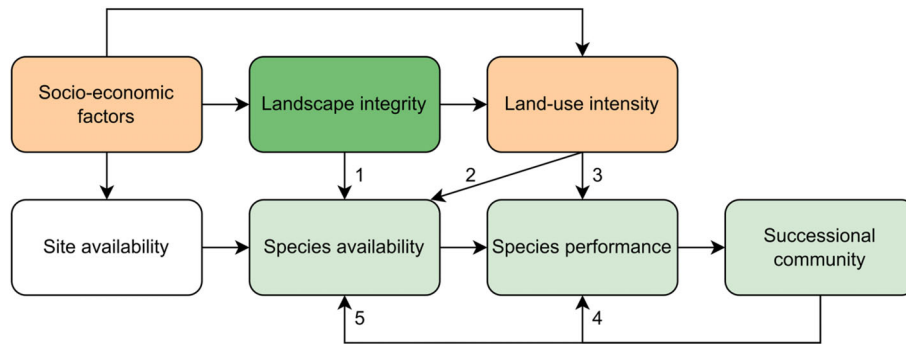 Socio-economic
factors
Landscape integrity
Land-use intensity
1
2
3
Site availability
Species availability
Species performance
Successional
community
5
4